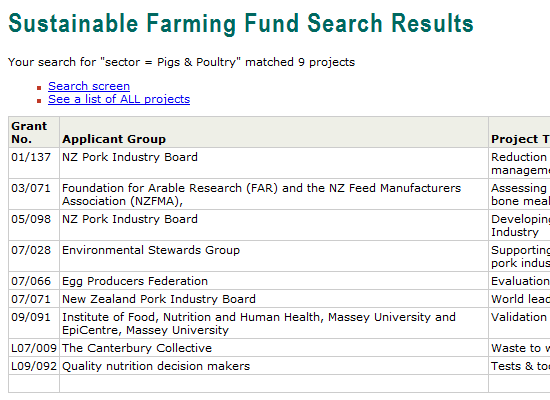 Sustainable Farming Fund Search Results
Your search for "sector = Pigs & Poultry" matched 9 projects
Search screen
See a list of ALL projects
Grant No. Applicant Group Project T
01/137 NZ Pork Industry Board Reduction
manageme
03/071 Foundation for Arable Research (FAR) and the NZ Feed Manufacturers Assessing
Association (NZFMA), bone meal
05/098 NZ Pork Industry Board Developing
Industry
07/028 Environmental Stewards Group Supporting
pork indus
07/066 Egg Producers Federation Evaluation
07/071 New Zealand Pork Industry Board World lead
09/091 Institute of Food, Nutrition and Human Health, Massey University and Validation
EpiCentre, Massey University
L07/009 The Canterbury Collective Waste to w
L09/092 Quality nutrition decision makers Tests & too